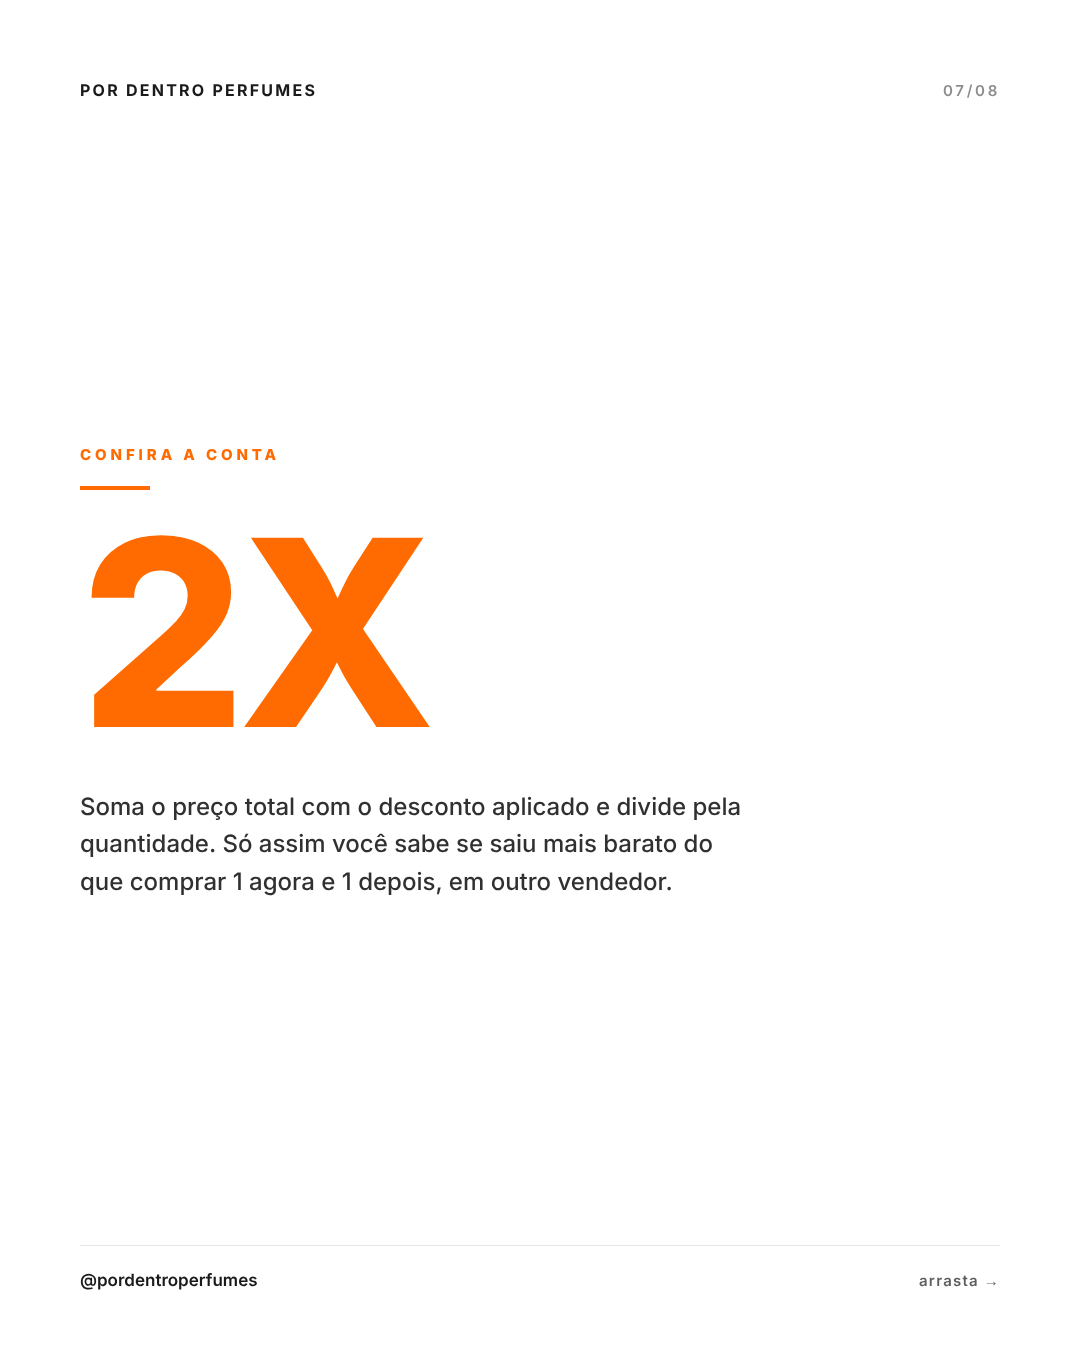 POR DENTRO PERFUMES
07/08
CONFIRA A CONTA
2X
Soma o preço total com o desconto aplicado e divide pela
quantidade. Só assim você sabe se saiu mais barato do
que comprar 1 agora e 1 depois, em outro vendedor.
@pordentroperfumes
arrasta →